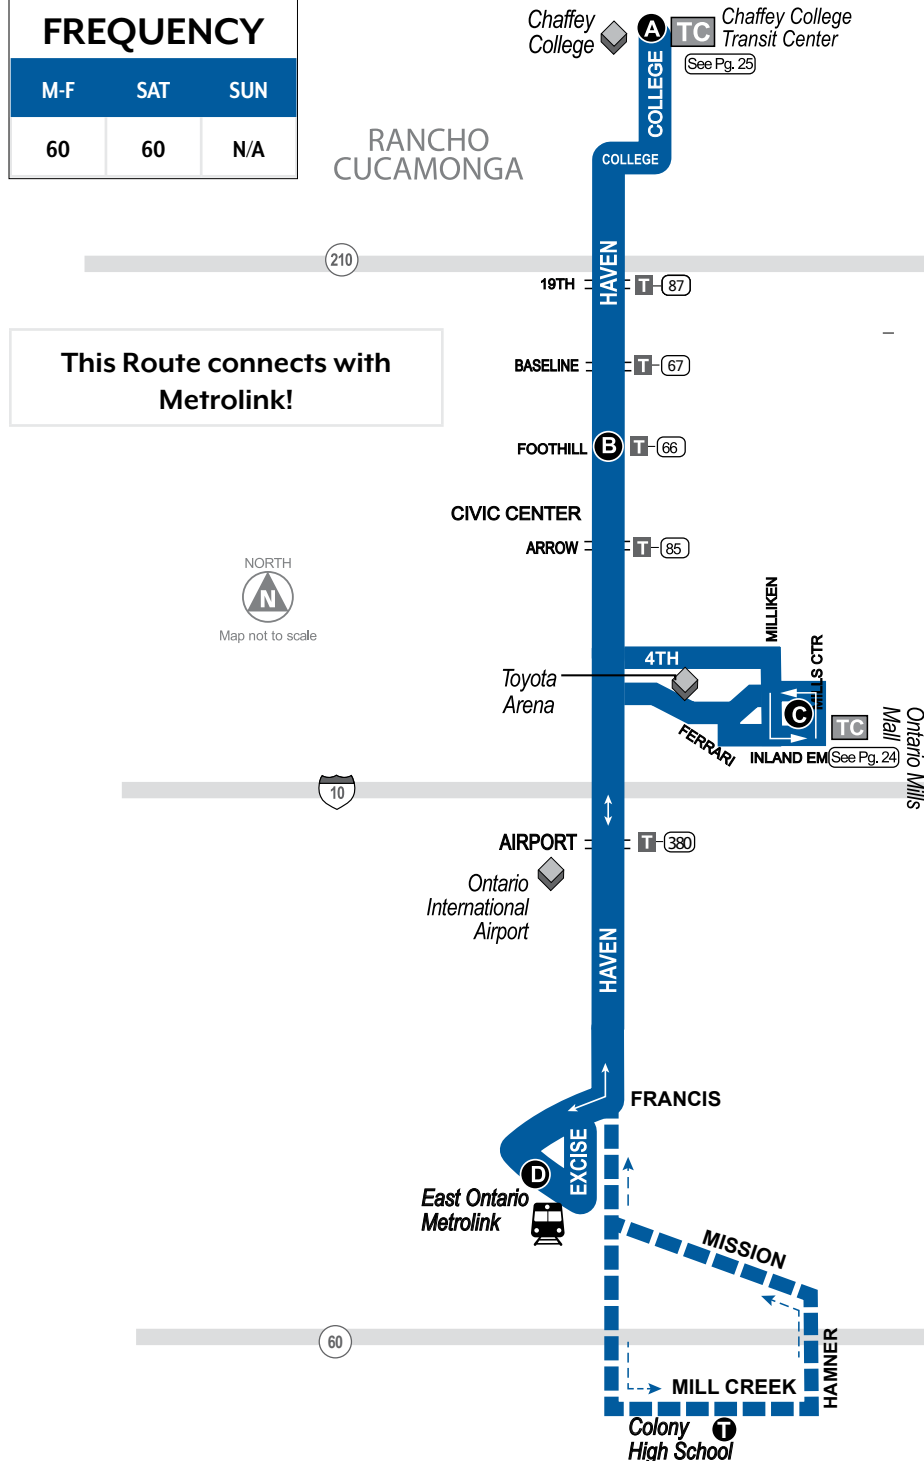 FREQUENCY
M-F SAT SUN
60 60 N/A
Chaffey
College
A
TC
Chaffey College
Transit Center
See Pg. 25
COLLEGE
COLLEGE
RANCHO
CUCAMONGA
210
HAVEN
19TH
T
87
This Route connects with
Metrolink!
BASELINE
T
67
FOOTHILL
B
T
66
CIVIC CENTER
ARROW
T
85
NORTH
N
Map not to scale
MILLIKEN
4TH
MILLS CTR
Toyota
Arena
C
TC
Ontario Mills
Mall
FERRARI
INLAND EM
See Pg. 24
10
AIRPORT
T
380
Ontario
International
Airport
HAVEN
FRANCIS
EXCISE
D
East Ontario
Metrolink
MISSION
60
HAMNER
MILL CREEK
Colony
High School
T